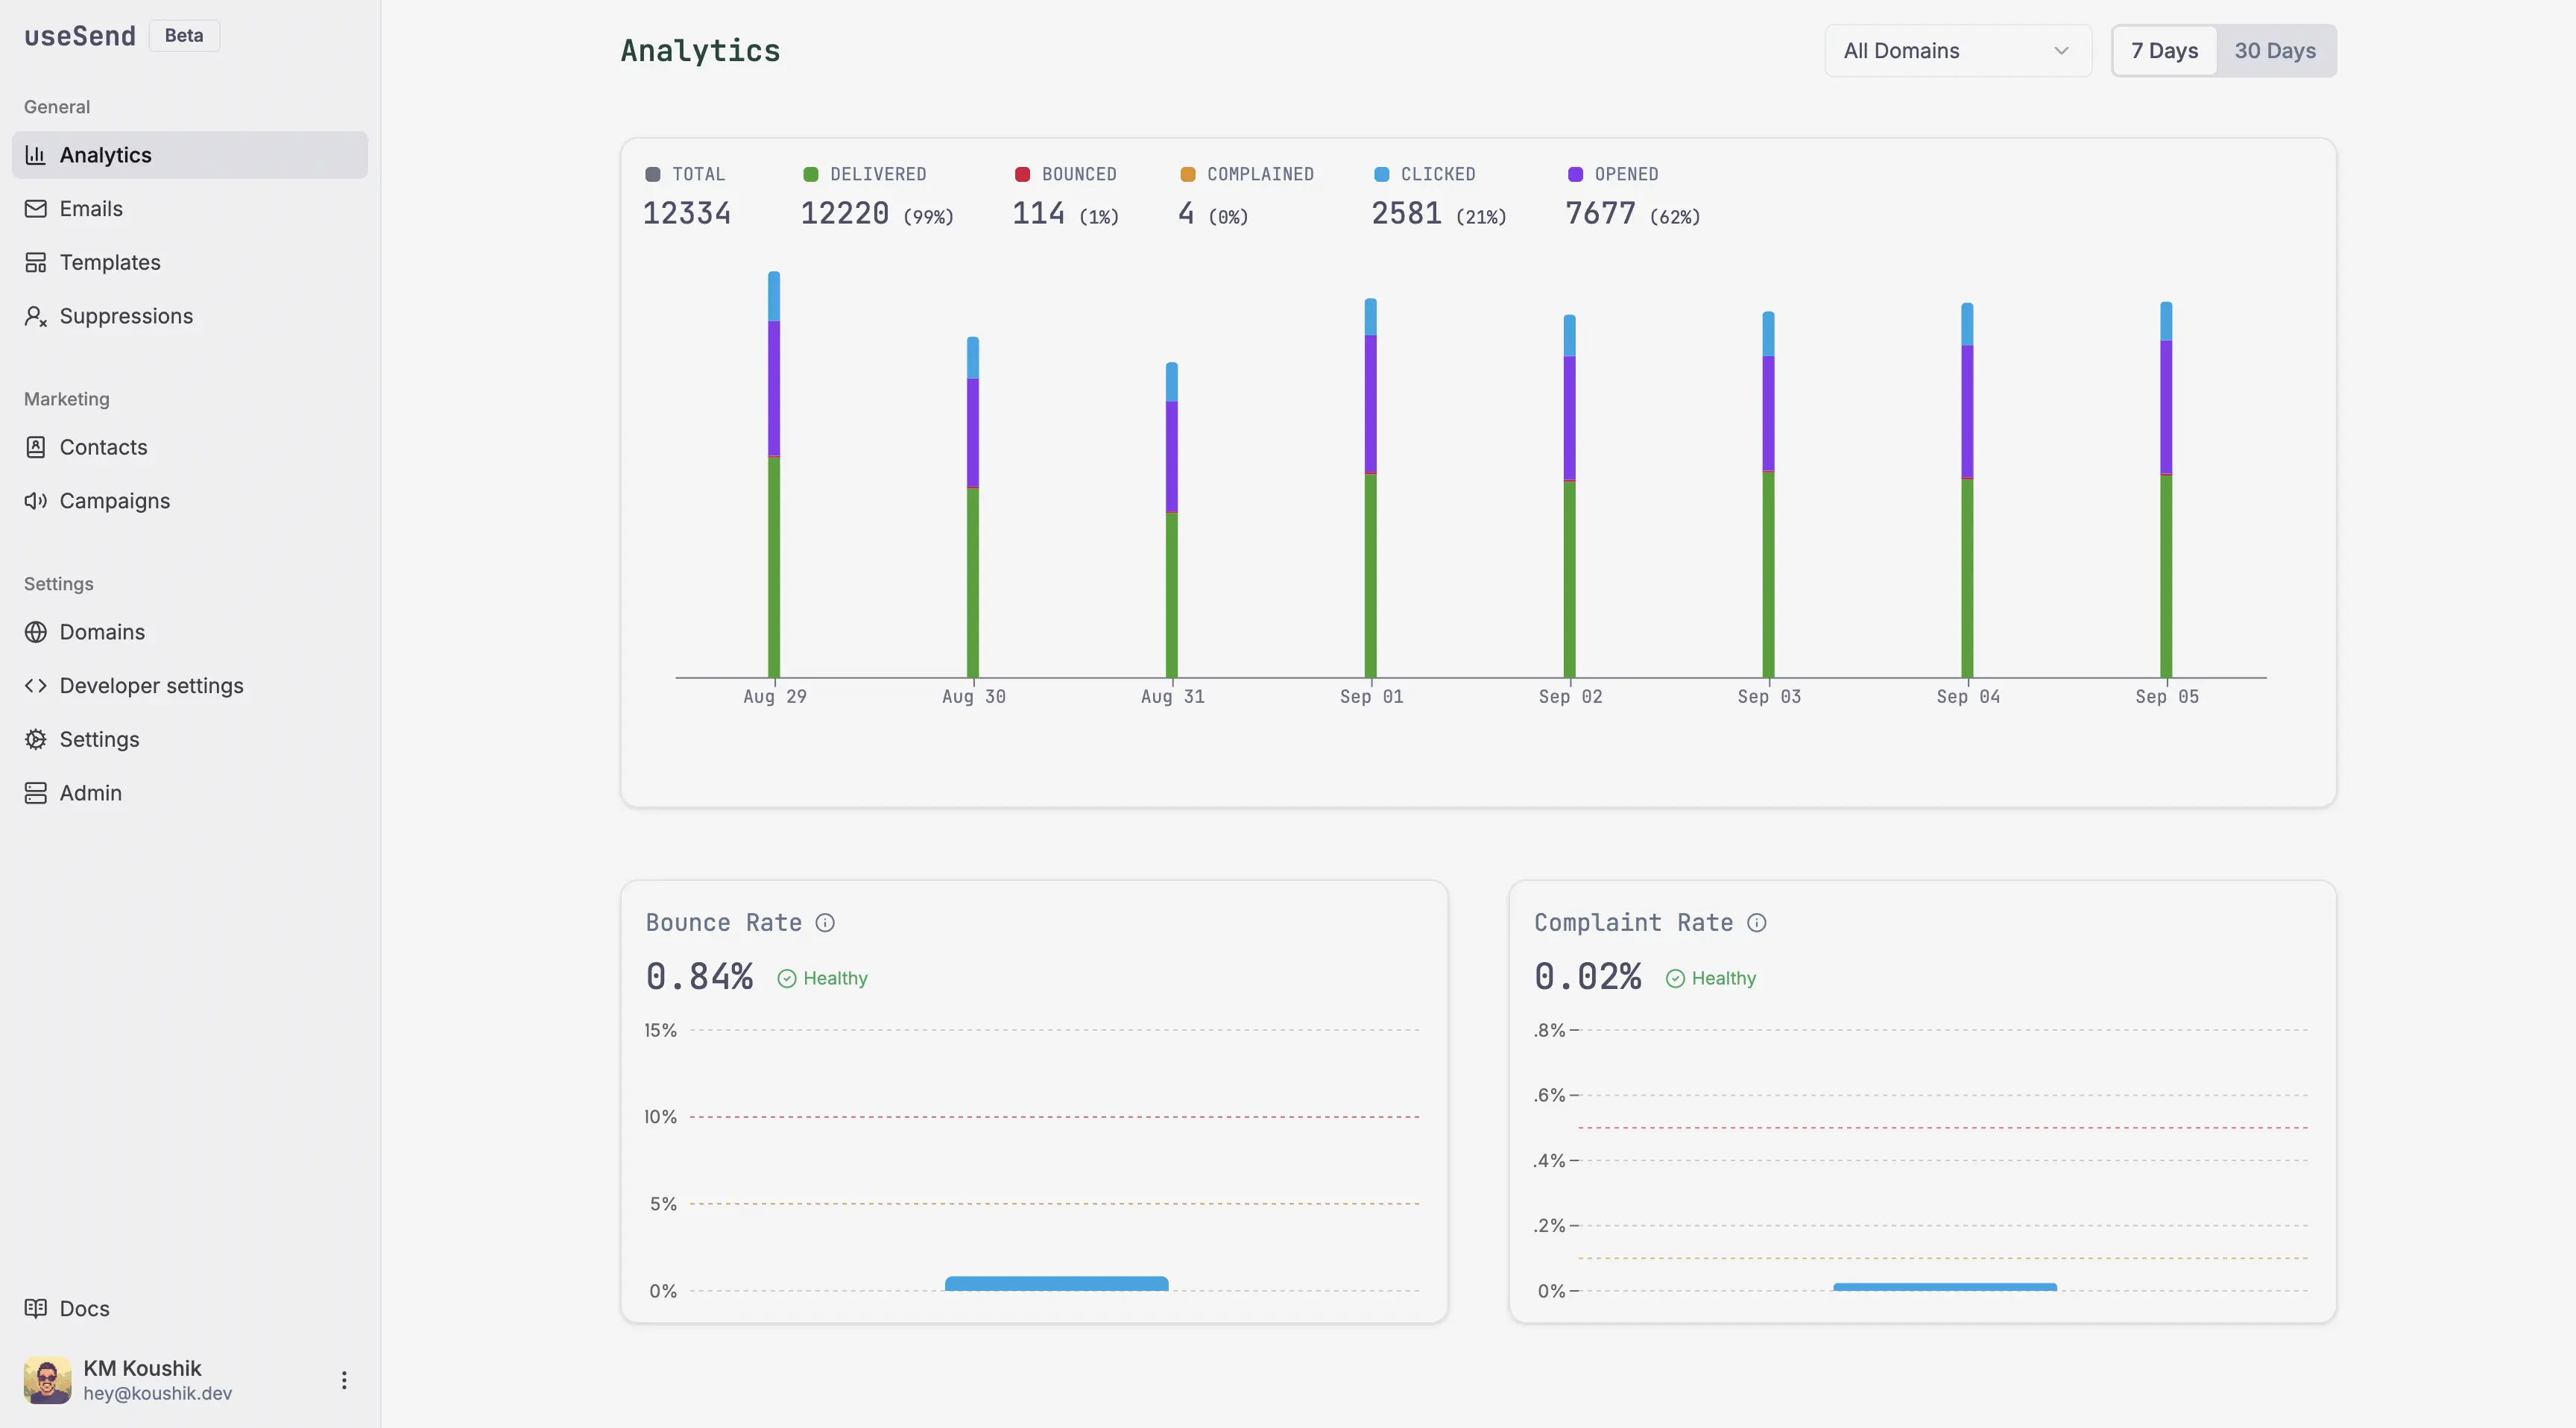 useSend Beta
General
Analytics
Emails
Templates
Suppressions
Marketing
Contacts
Campaigns
Settings
Domains
Developer settings
Settings
Admin
Docs
KM Koushik
hey@koushik.dev
Analytics
All Domains
7 Days 30 Days
TOTAL DELIVERED BOUNCED COMPLAINED CLICKED OPENED
12334 12220 (99%) 114 (1%) 4 (0%) 2581 (21%) 7677 (62%)
Aug 29 Aug 30 Aug 31 Sep 01 Sep 02 Sep 03 Sep 04 Sep 05
Bounce Rate
0.84% Healthy
15%
10%
5%
0%
Complaint Rate
0.02% Healthy
.8%
.6%
.4%
.2%
0%